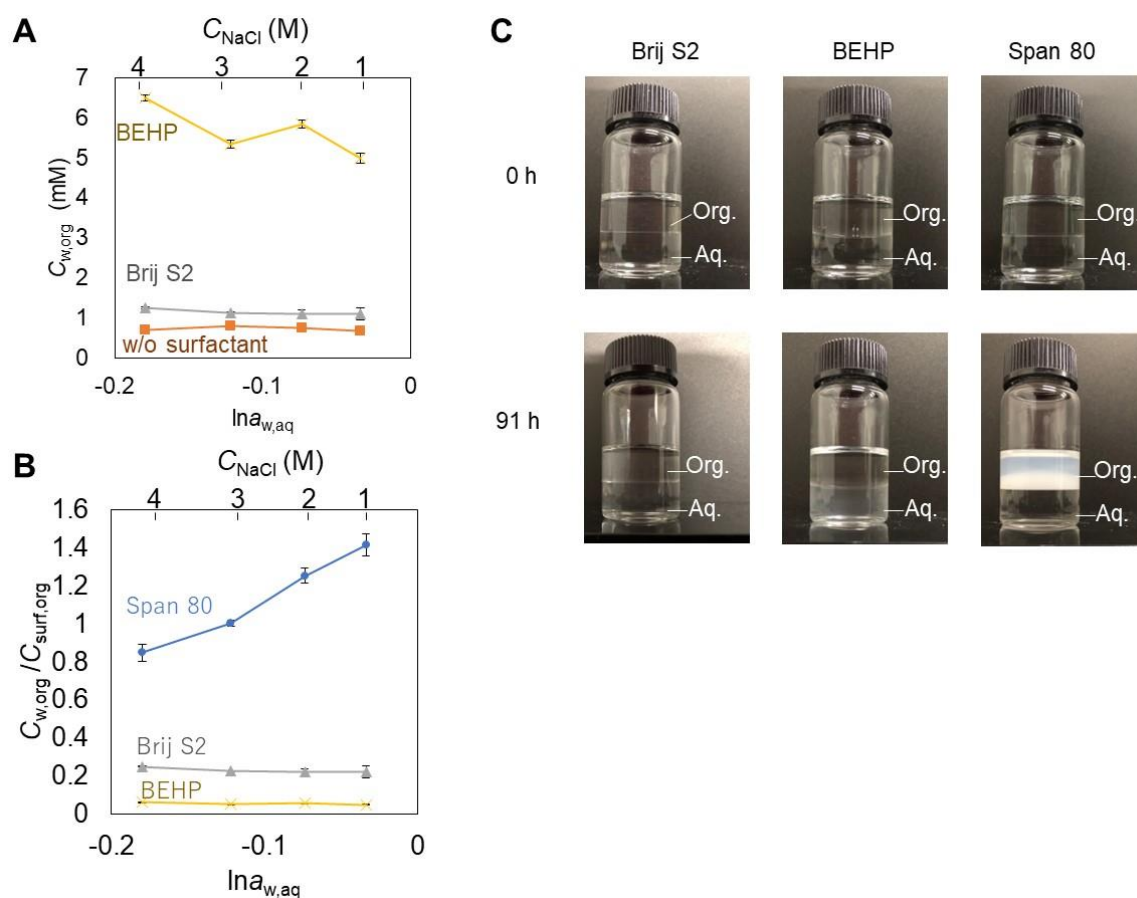 A
C_NaCl (M)
4 3 2 1
7
6
5
4
3
2
1
0
C_w,org (mM)
BEHP
Brij S2
w/o surfactant
-0.2 -0.1 0
lna_w,aq
B
C_NaCl (M)
4 3 2 1
1.6
1.4
1.2
1
0.8
0.6
0.4
0.2
0
C_w,org/C_surf,org
Span 80
Brij S2
BEHP
-0.2 -0.1 0
lna_w,aq
C
Brij S2 BEHP Span 80
0 h
Org. Org. Org.
Aq. Aq. Aq.
91 h
Org. Org. Org.
Aq. Aq. Aq.